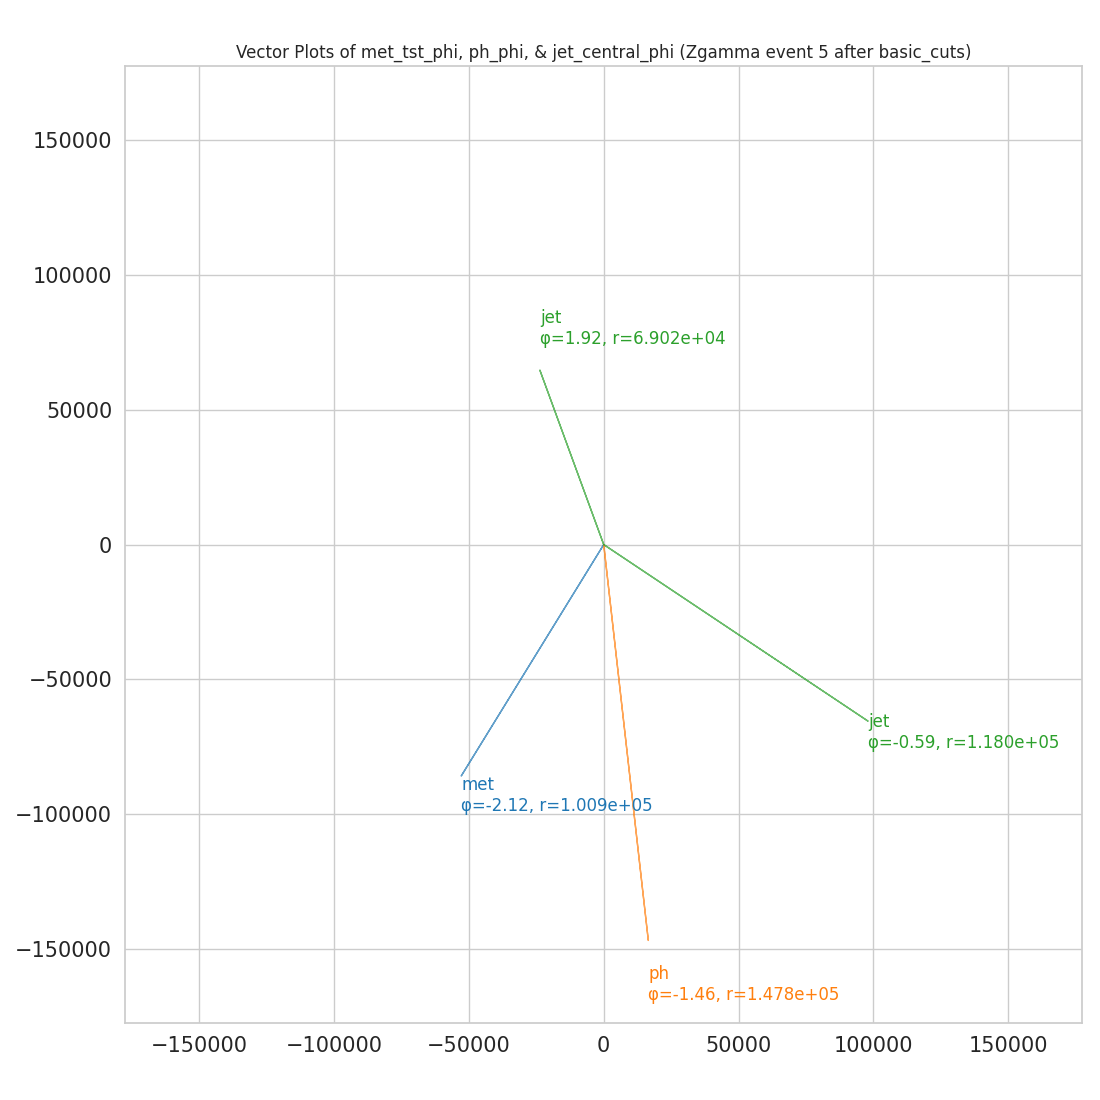 Vector Plots of met_tst_phi, ph_phi, & jet_central_phi (Zgamma event 5 after basic_cuts)
150000
100000
jet
φ=1.92, r=6.902e+04
50000
0
−50000
jet
φ=-0.59, r=1.180e+05
met
φ=-2.12, r=1.009e+05
−100000
−150000
ph
φ=-1.46, r=1.478e+05
−150000 −100000 −50000 0 50000 100000 150000